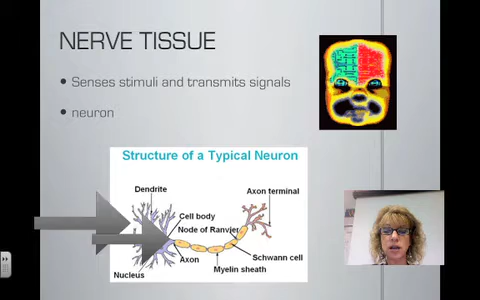 NERVE TISSUE
• Senses stimuli and transmits signals
• neuron
Structure of a Typical Neuron
Dendrite
Axon terminal
Cell body
Node of Ranvier
Schwann cell
Axon
Myelin sheath
Nucleus